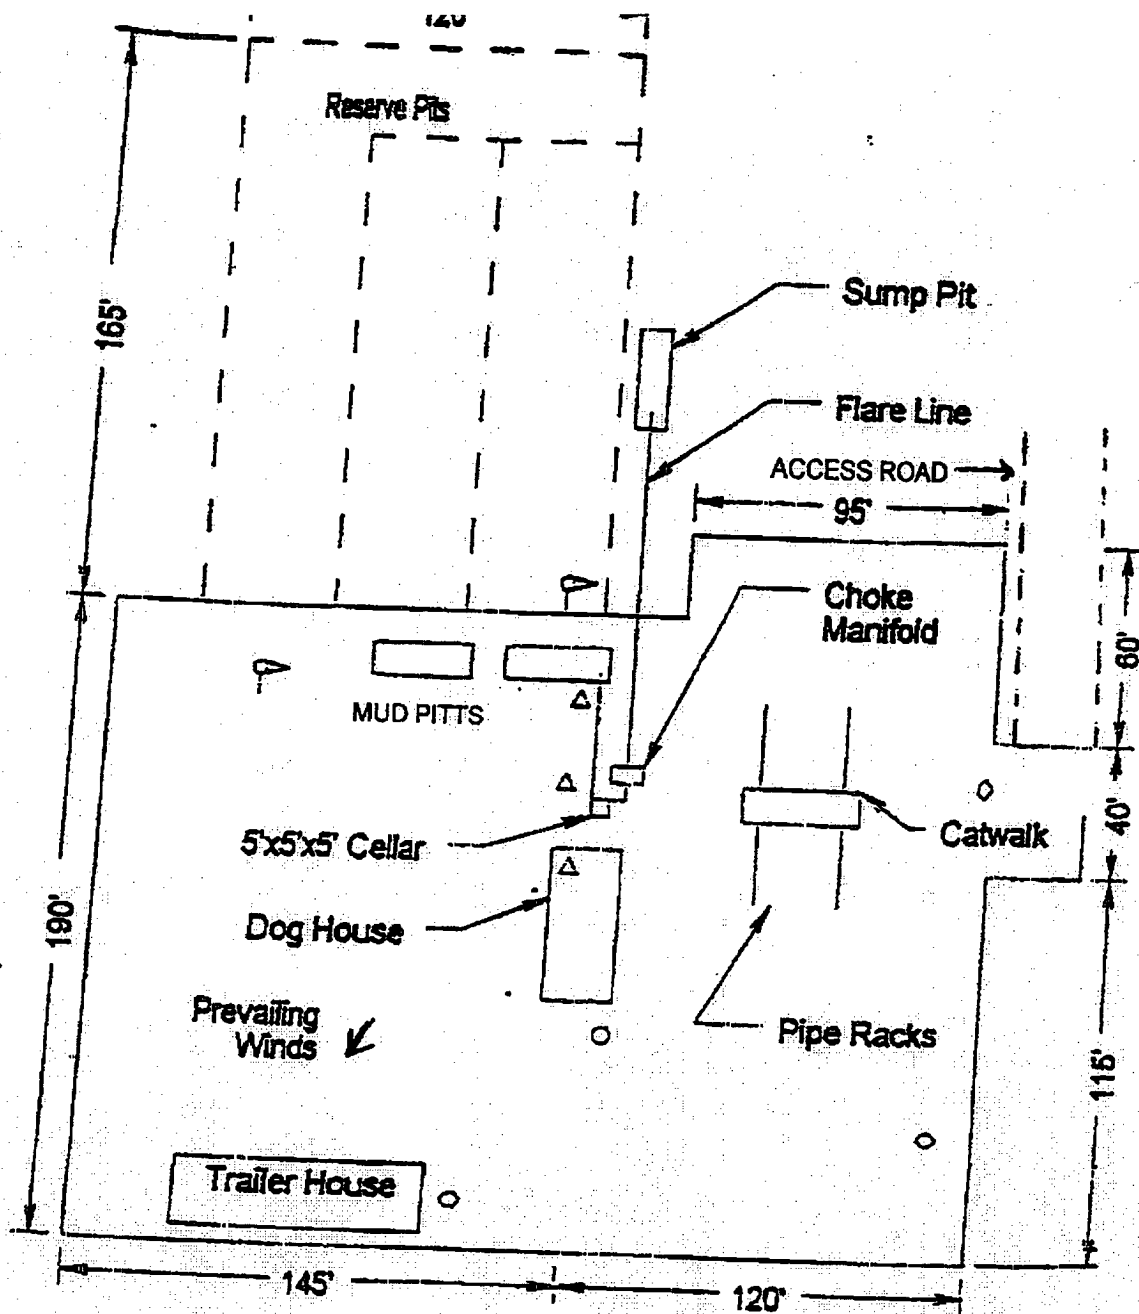 120'
Reserve Pits
165'
Sump Pit
Flare Line
ACCESS ROAD
95'
Choke
Manifold
60'
MUD PITTS
5'x5'x5' Cellar
Catwalk
40'
Dog House
190'
Prevailing
Winds
Pipe Racks
115'
Trailer House
145'
120'